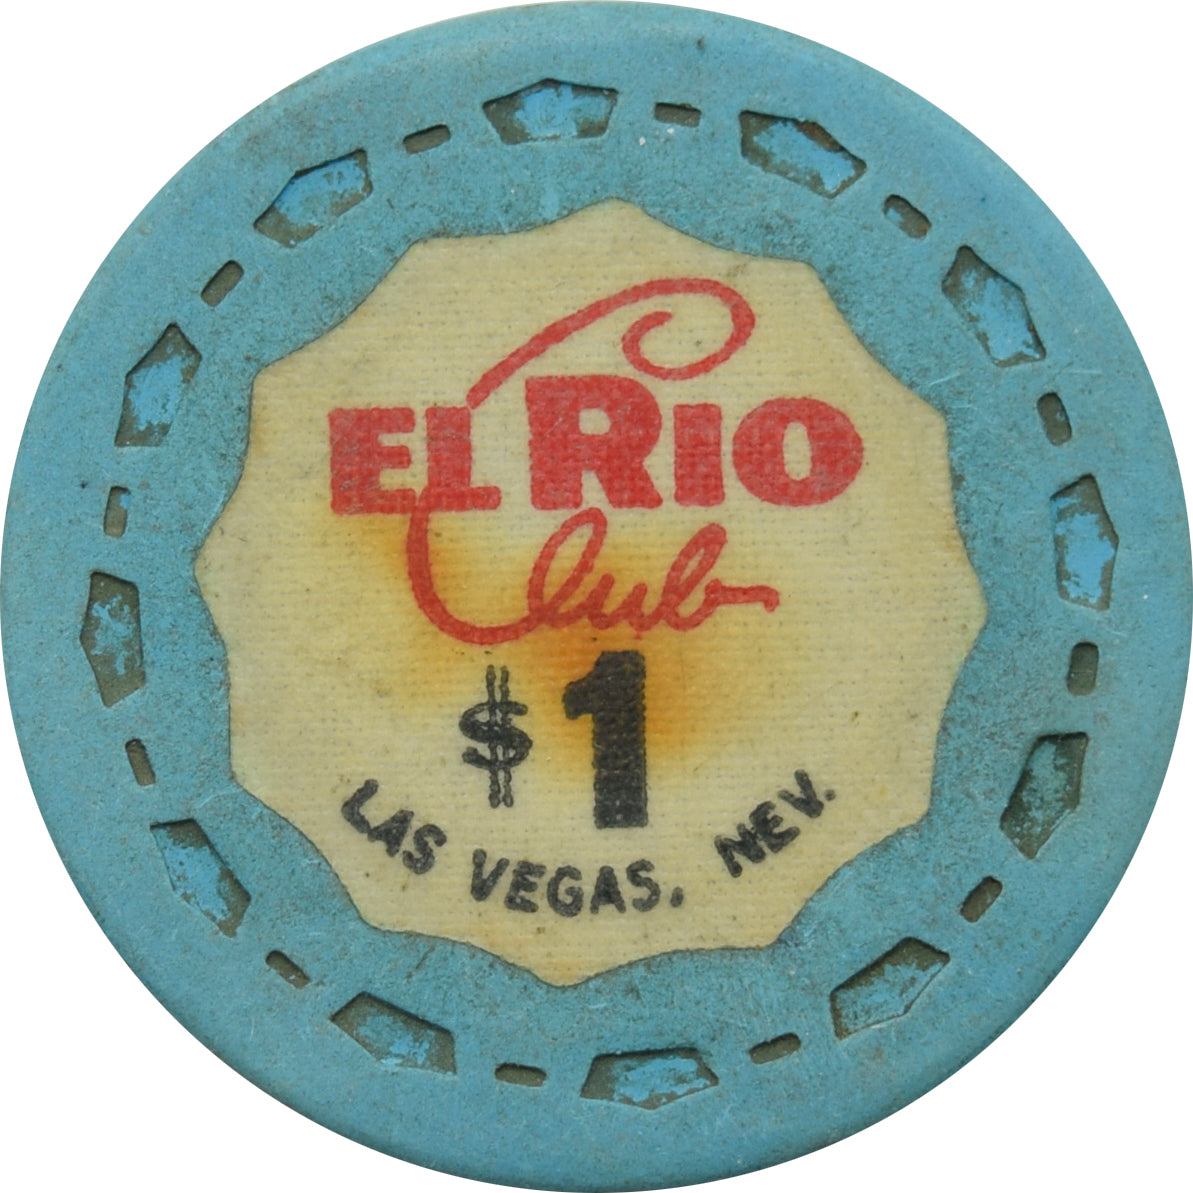 EL RIO
Club
$1
LAS VEGAS, NEV.